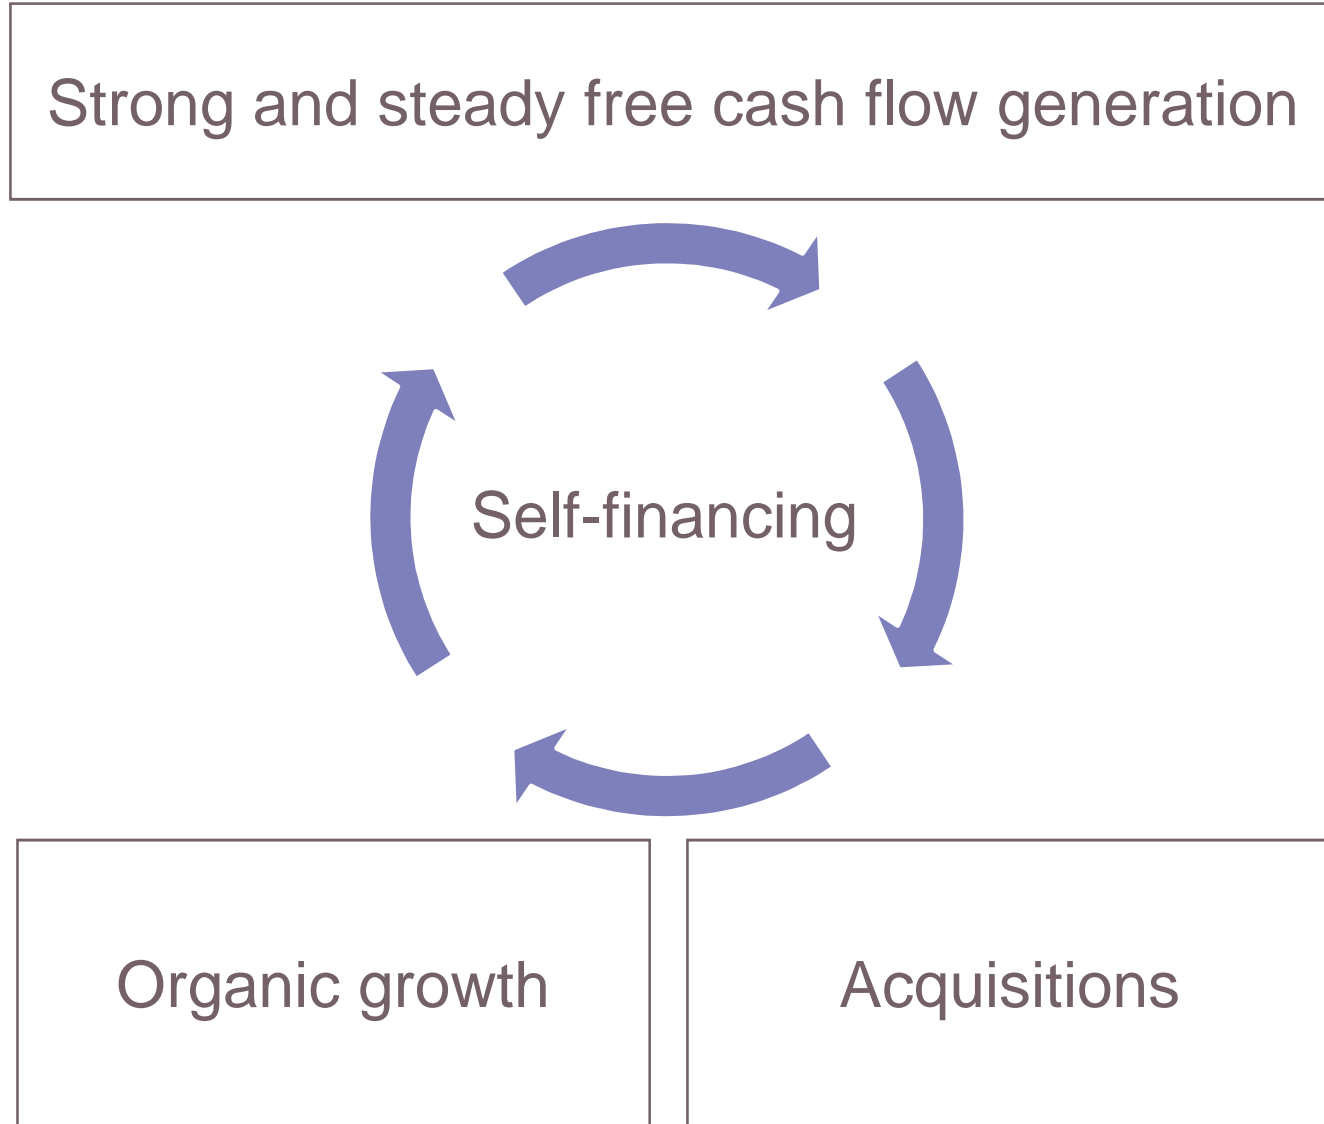 Strong and steady free cash flow generation
Self-financing
Organic growth
Acquisitions